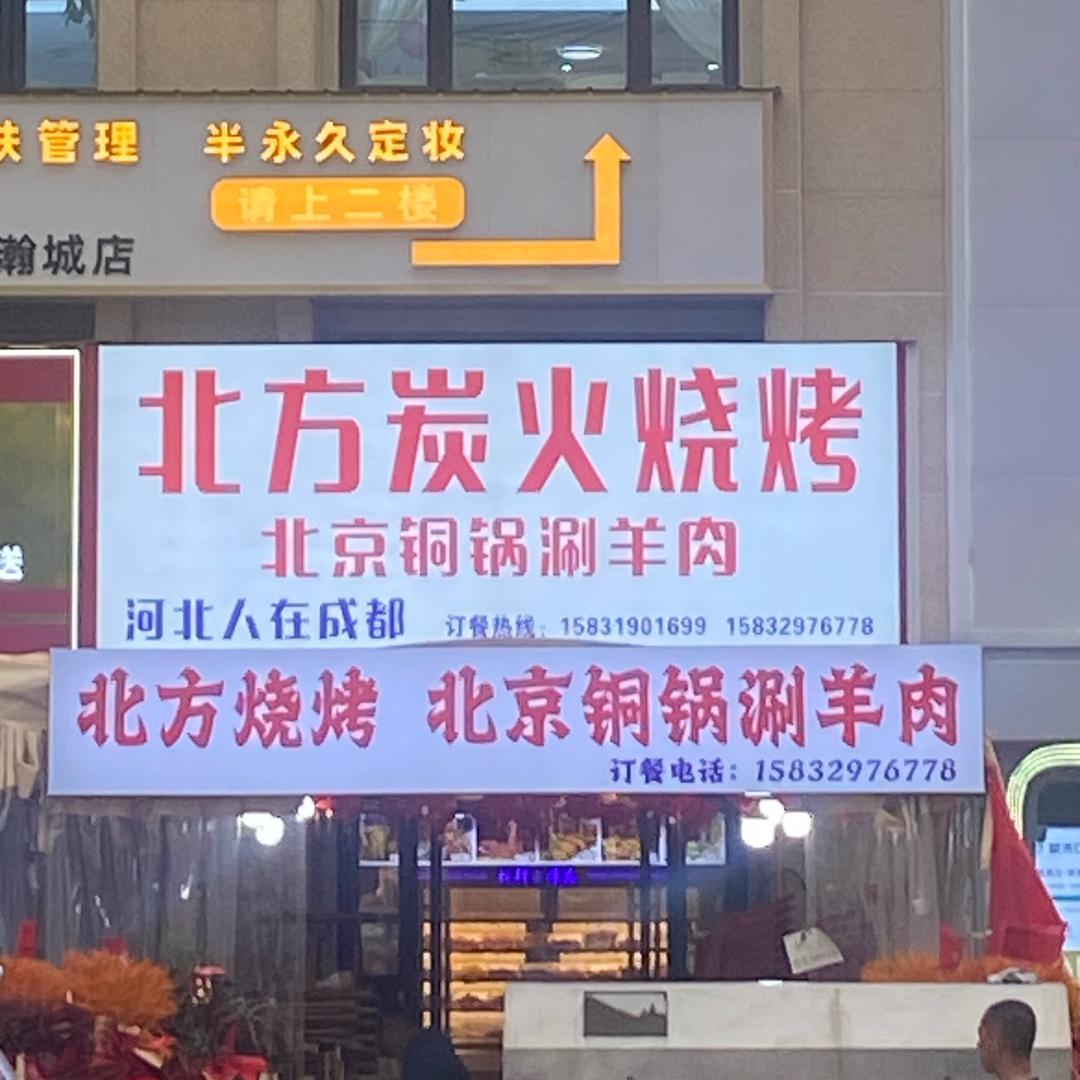 管理 半永久定妆
请上二楼
瀚城店
北方炭火烧烤
北京铜锅涮羊肉
送
河北人在成都 订餐热线：15831901699 15832976778
北方烧烤 北京铜锅涮羊肉
订餐电话：15832976778